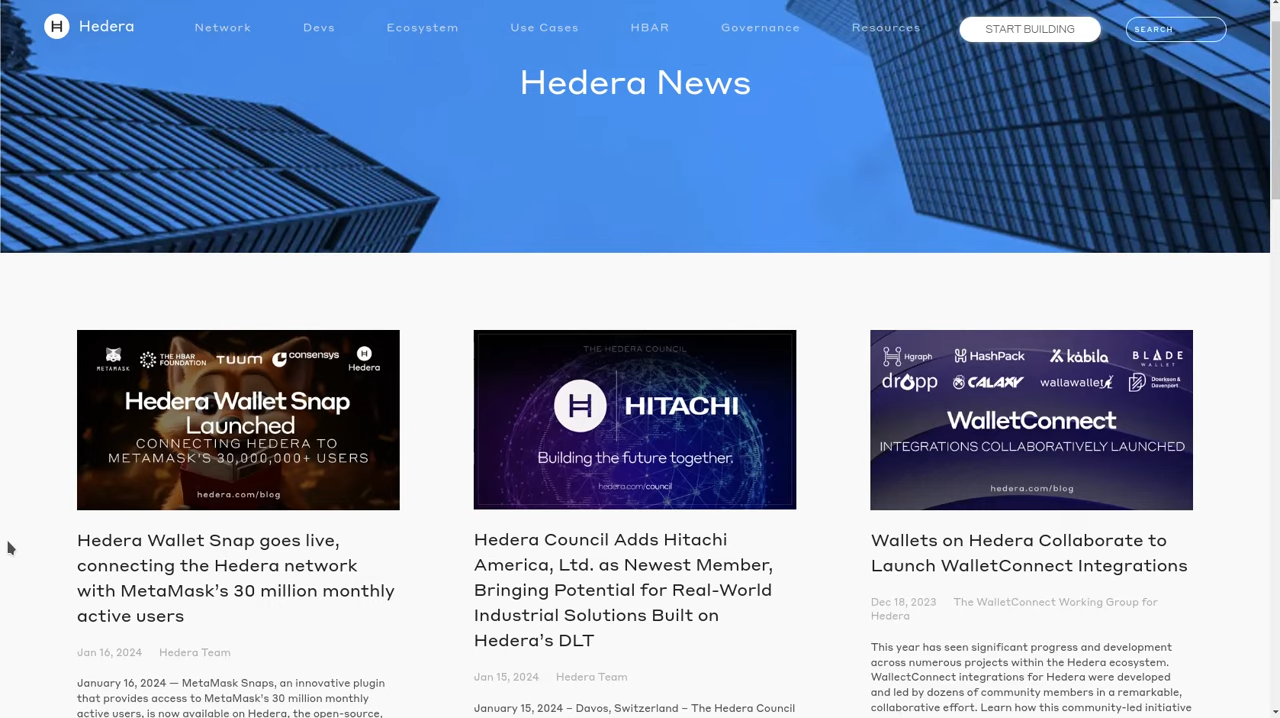 Hedera
Network
Devs
Ecosystem
Use Cases
HBAR
Governance
Resources
START BUILDING
SEARCH
Hedera News
METAMASK
THE HBAR
FOUNDATION
TUUM
consensys
Hedera
Hedera Wallet Snap
Launched
CONNECTING HEDERA TO
METAMASK'S 30,000,000+ USERS
hedera.com/blog
Hedera Wallet Snap goes live,
connecting the Hedera network
with MetaMask’s 30 million monthly
active users
Jan 16, 2024 Hedera Team
January 16, 2024 — MetaMask Snaps, an innovative plugin
that provides access to MetaMask's 30 million monthly
active users, is now available on Hedera, the open-source,
THE HEDERA COUNCIL
HITACHI
Building the future together.
hedera.com/council
Hedera Council Adds Hitachi
America, Ltd. as Newest Member,
Bringing Potential for Real-World
Industrial Solutions Built on
Hedera’s DLT
Jan 15, 2024 Hedera Team
January 15, 2024 – Davos, Switzerland – The Hedera Council
Hgraph
HashPack
kabila
BLADE
WALLET
dropp
CALAXY
wallawallet
Doerksen &
Davenport
WalletConnect
INTEGRATIONS COLLABORATIVELY LAUNCHED
hedera.com/blog
Wallets on Hedera Collaborate to
Launch WalletConnect Integrations
Dec 18, 2023 The WalletConnect Working Group for
Hedera
This year has seen significant progress and development
across numerous projects within the Hedera ecosystem.
WallectConnect integrations for Hedera were developed
and led by dozens of community members in a remarkable,
collaborative effort. Learn how this community-led initiative